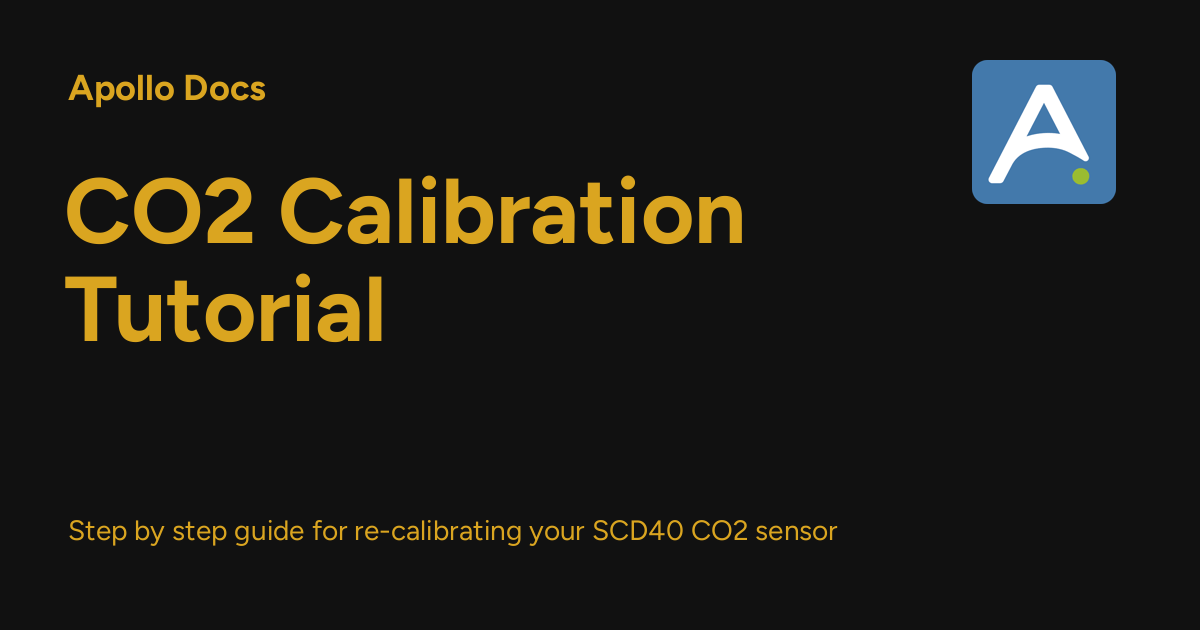 Apollo Docs
CO2 Calibration
Tutorial
Step by step guide for re-calibrating your SCD40 CO2 sensor